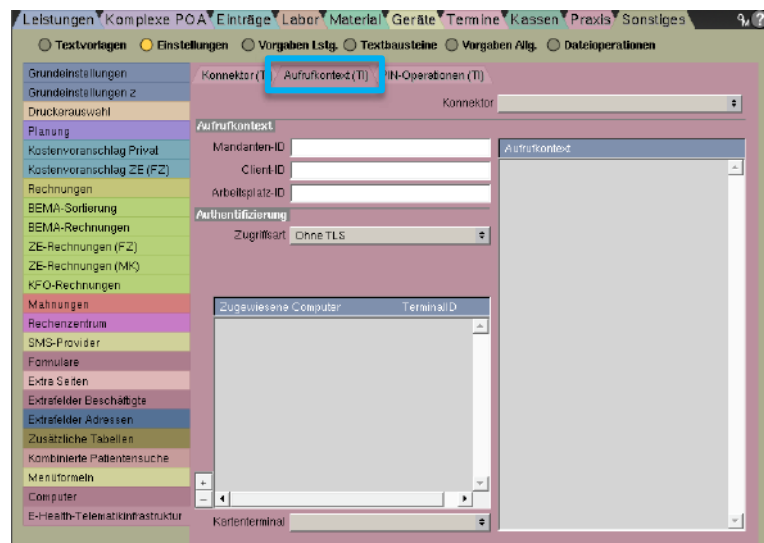 Leistungen Komplexe POA Einträge Labor Material Geräte Termine Kassen Praxis Sonstiges
Textvorlagen Einstellungen Vorgaben Lstg. Textbausteine Vorgaben Allg. Dateioperationen
Grundeinstellungen
Grundeinstellungen 2
Druckerauswahl
Planung
Kostenvoranschlag Privat
Kostenvoranschlag ZE (FZ)
Rechnungen
BEMA-Sortierung
BEMA-Rechnungen
ZE-Rechnungen (FZ)
ZE-Rechnungen (MK)
KFO-Rechnungen
Mahnungen
Rechenzentrum
SMS-Provider
Formulare
Extra Seiten
Extrafelder Beschäftigte
Extrafelder Adressen
Zusätzliche Tabellen
Kombinierte Patientensuche
Menüformeln
Computer
E-Health-Telematikinfrastruktur
Konnektor (T Aufrufkontext (TI) PIN-Operationen (TI)
Konnektor
Aufrufkontext
Mandanten-ID
Client-ID
Arbeitsplatz-ID
Authentifizierung
Zugriffsart Ohne TLS
Zugewiesene Computer TerminalID
Kartenterminal
Aufrufkontext